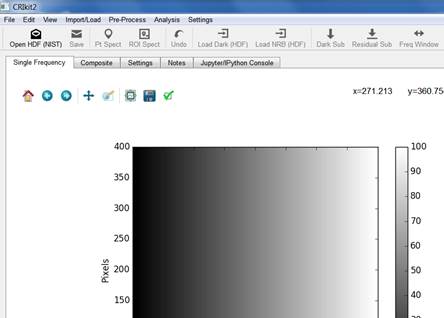 CRIkit2
File Edit View Import/Load Pre-Process Analysis Settings
Open HDF (NIST) Save Pt Spect ROI Spect Undo Load Dark (HDF) Load NRB (HDF) Dark Sub Residual Sub Freq Window
Single Frequency Composite Settings Notes Jupyter/IPython Console
x=271.213 y=360.75
400 100
350 90
300 80
250 70
200 60
150 50
40
Pixels